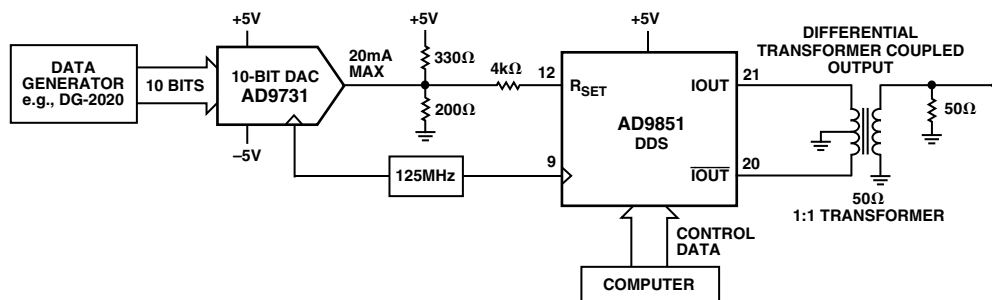 DATA
GENERATOR
e.g., DG-2020
10 BITS
+5V
10-BIT DAC
AD9731
–5V
20mA
MAX
+5V
330Ω
200Ω
4kΩ
125MHz
+5V
12
RSET
9
AD9851
DDS
IOUT
21
IOUT
20
CONTROL
DATA
COMPUTER
DIFFERENTIAL
TRANSFORMER COUPLED
OUTPUT
50Ω
50Ω
1:1 TRANSFORMER